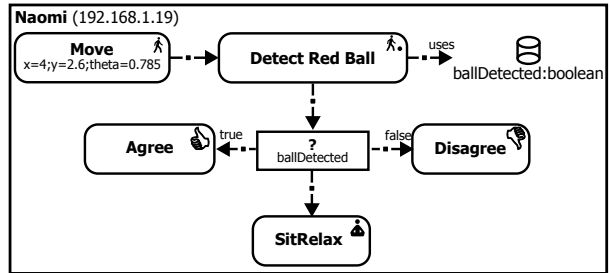 Naomi (192.168.1.19)
Move
x=4;y=2.6;theta=0.785
Detect Red Ball
uses
ballDetected:boolean
Agree
true
?
ballDetected
false
Disagree
SitRelax